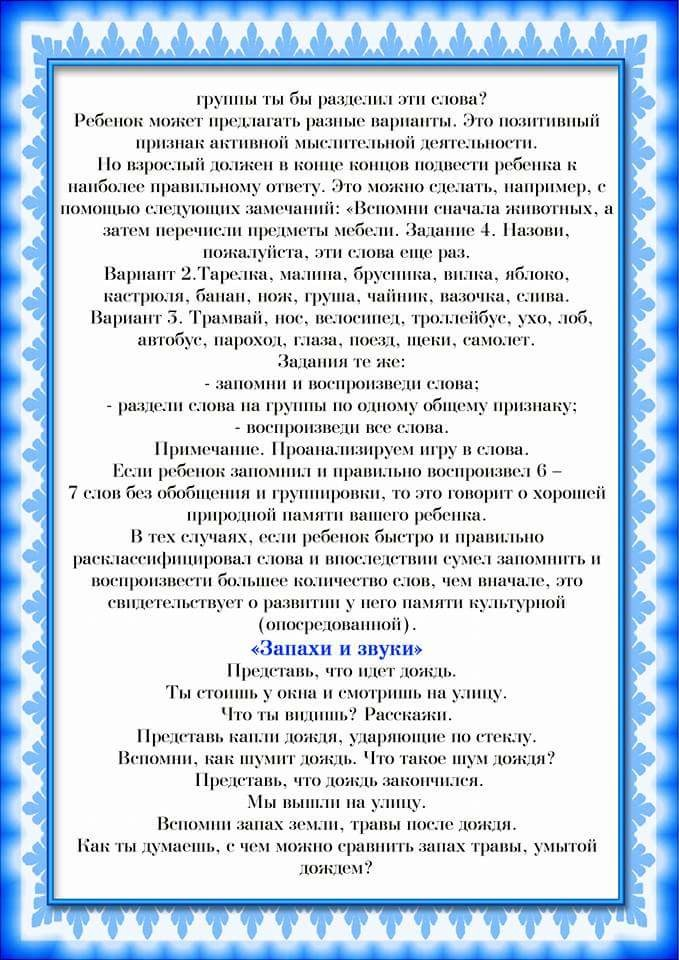 группы ты бы разделил эти слова?
Ребенок может предлагать разные варианты. Это позитивный
признак активной мыслительной деятельности.
Но взрослый должен в конце концов подвести ребенка к
наиболее правильному ответу. Это можно сделать, например, с
помощью следующих замечаний: «Вспомни сначала животных, а
затем перечисли предметы мебели. Задание 4. Назови,
пожалуйста, эти слова еще раз.
Вариант 2.Тарелка, малина, брусника, вилка, яблоко,
кастрюля, банан, нож, груша, чайник, вазочка, слива.
Вариант 3. Трамвай, нос, велосипед, троллейбус, ухо, лоб,
автобус, пароход, глаза, поезд, щеки, самолет.
Задания те же:
- запомни и воспроизведи слова;
- раздели слова на группы по одному общему признаку;
- воспроизведи все слова.
Примечание. Проанализируем игру в слова.
Если ребенок запомнил и правильно воспроизвел 6 –
7 слов без обобщения и группировки, то это говорит о хорошей
природной памяти вашего ребенка.
В тех случаях, если ребенок быстро и правильно
расклассифицировал слова и впоследствии сумел запомнить и
воспроизвести большее количество слов, чем вначале, это
свидетельствует о развитии у него памяти культурной
(опосредованной).
«Запахи и звуки»
Представь, что идет дождь.
Ты стоишь у окна и смотришь на улицу.
Что ты видишь? Расскажи.
Представь капли дождя, ударяющие по стеклу.
Вспомни, как шумит дождь. Что такое шум дождя?
Представь, что дождь закончился.
Мы вышли на улицу.
Вспомни запах земли, травы после дождя.
Как ты думаешь, с чем можно сравнить запах травы, умытой
дождем?